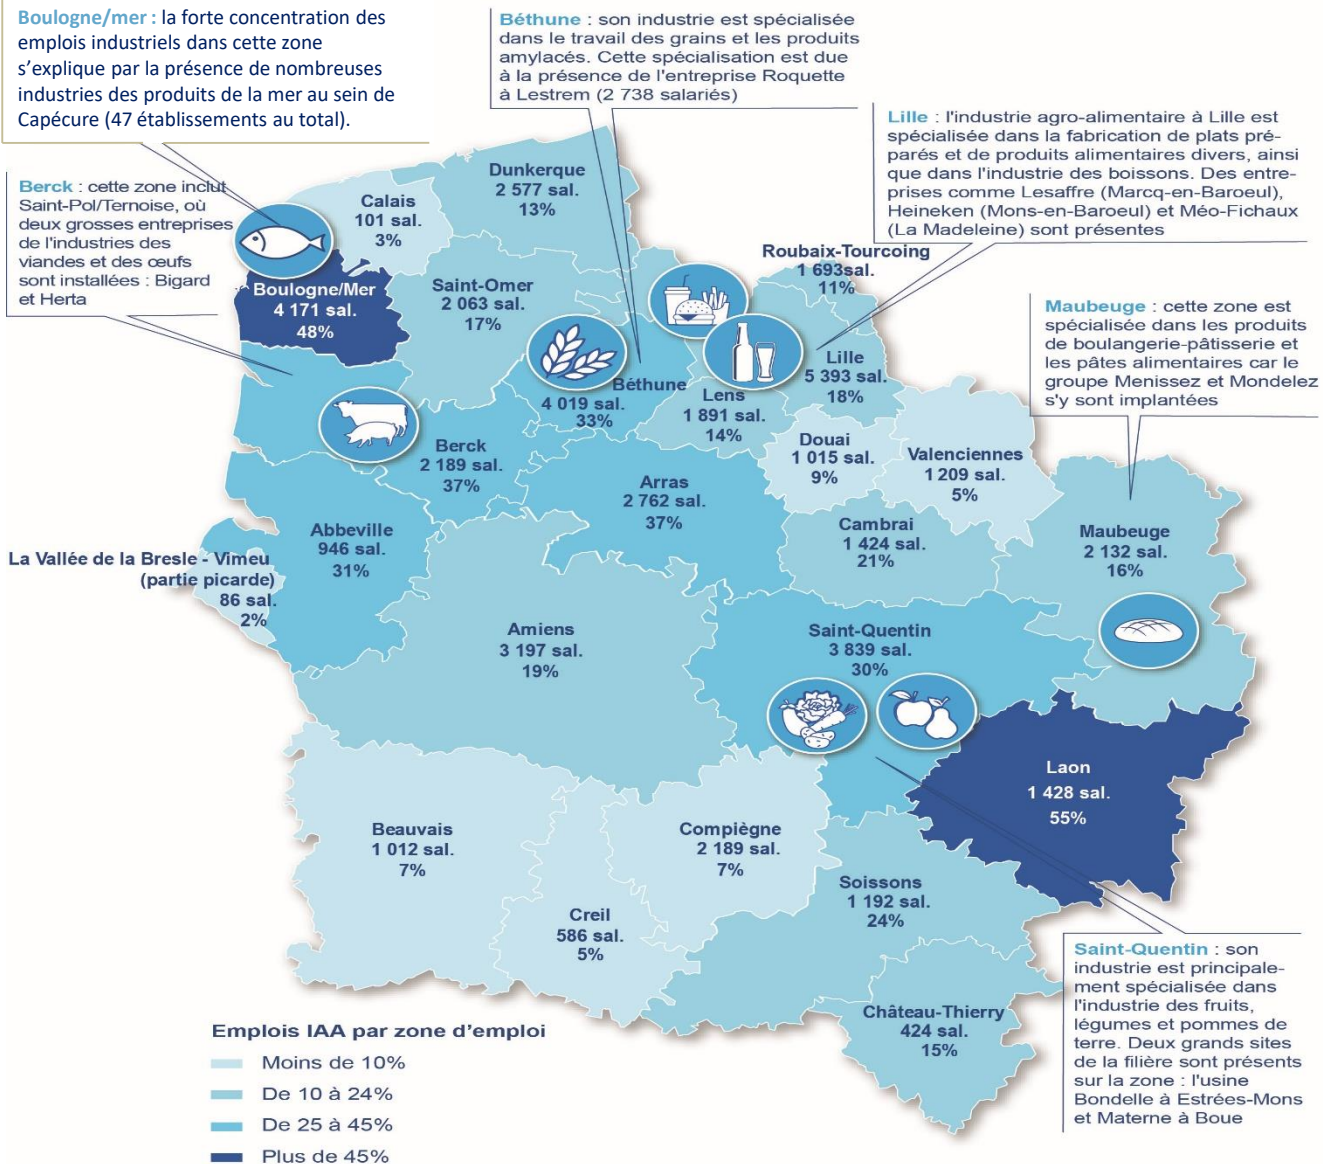 Boulogne/mer : la forte concentration des
emplois industriels dans cette zone
s’explique par la présence de nombreuses
industries des produits de la mer au sein de
Capécure (47 établissements au total).
Béthune : son industrie est spécialisée
dans le travail des grains et les produits
amylacés. Cette spécialisation est due
à la présence de l'entreprise Roquette
à Lestrem (2 738 salariés)
Lille : l'industrie agro-alimentaire à Lille est
spécialisée dans la fabrication de plats pré-
parés et de produits alimentaires divers, ainsi
que dans l'industrie des boissons. Des entre-
prises comme Lesaffre (Marcq-en-Baroeul),
Heineken (Mons-en-Baroeul) et Méo-Fichaux
(La Madeleine) sont présentes
Berck : cette zone inclut
Saint-Pol/Ternoise, où
deux grosses entreprises
de l'industries des
viandes et des œufs
sont installées : Bigard
et Herta
Maubeuge : cette zone est
spécialisée dans les produits
de boulangerie-pâtisserie et
les pâtes alimentaires car le
groupe Menissez et Mondelez
s'y sont implantées
Dunkerque
2 577 sal.
13%
Calais
101 sal.
3%
Boulogne/Mer
4 171 sal.
48%
Saint-Omer
2 063 sal.
17%
Roubaix-Tourcoing
1 693sal.
11%
Lille
5 393 sal.
18%
Béthune
4 019 sal.
33%
Lens
1 891 sal.
14%
Douai
1 015 sal.
9%
Valenciennes
1 209 sal.
5%
Berck
2 189 sal.
37%
Arras
2 762 sal.
37%
Cambrai
1 424 sal.
21%
Maubeuge
2 132 sal.
16%
Abbeville
946 sal.
31%
La Vallée de la Bresle - Vimeu
(partie picarde)
86 sal.
2%
Amiens
3 197 sal.
19%
Saint-Quentin
3 839 sal.
30%
Laon
1 428 sal.
55%
Beauvais
1 012 sal.
7%
Compiègne
2 189 sal.
7%
Creil
586 sal.
5%
Soissons
1 192 sal.
24%
Château-Thierry
424 sal.
15%
Saint-Quentin : son
industrie est principale-
ment spécialisée dans
l'industrie des fruits,
légumes et pommes de
terre. Deux grands sites
de la filière sont présents
sur la zone : l'usine
Bondelle à Estrées-Mons
et Materne à Boue
Emplois IAA par zone d’emploi
Moins de 10%
De 10 à 24%
De 25 à 45%
Plus de 45%